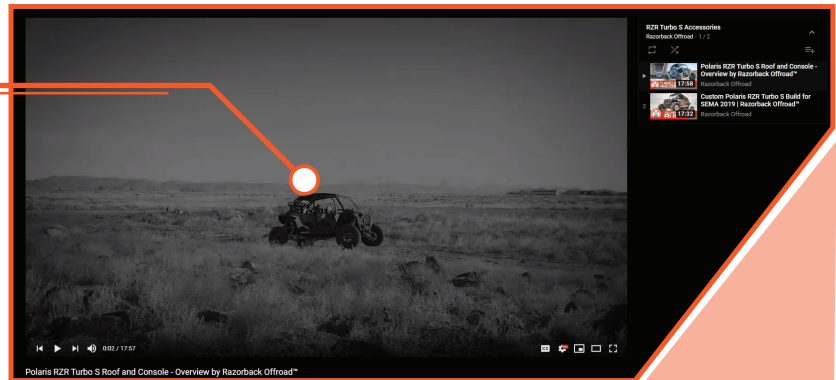 RZR Turbo S Accessories
Razorback Offroad - 1 / 2
Polaris RZR Turbo S Roof and Console -
Overview by Razorback Offroad™
Razorback Offroad
17:58
2
Custom Polaris RZR Turbo S Build for
SEMA 2019 | Razorback Offroad™
Razorback Offroad
17:32
0:02 / 17:57
CC
Polaris RZR Turbo S Roof and Console - Overview by Razorback Offroad™